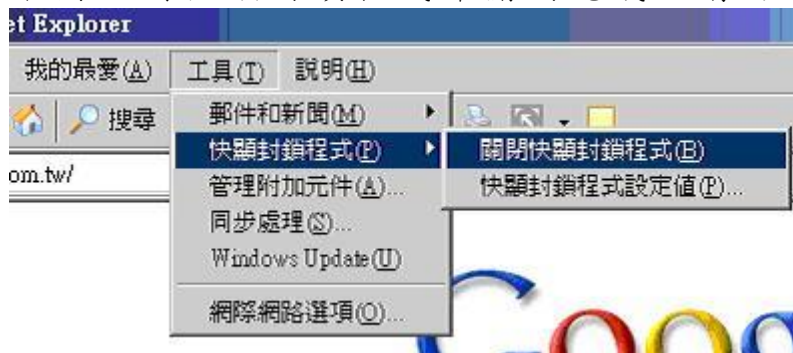 et Explorer
我的最愛(A) 工具(T) 說明(H)
搜尋
郵件和新聞(M)
快顯封鎖程式(P)
關閉快顯封鎖程式(B)
om.tw/
管理附加元件(A)...
快顯封鎖程式設定值(P)...
同步處理(S)...
Windows Update(U)
網際網路選項(O)...
Goo